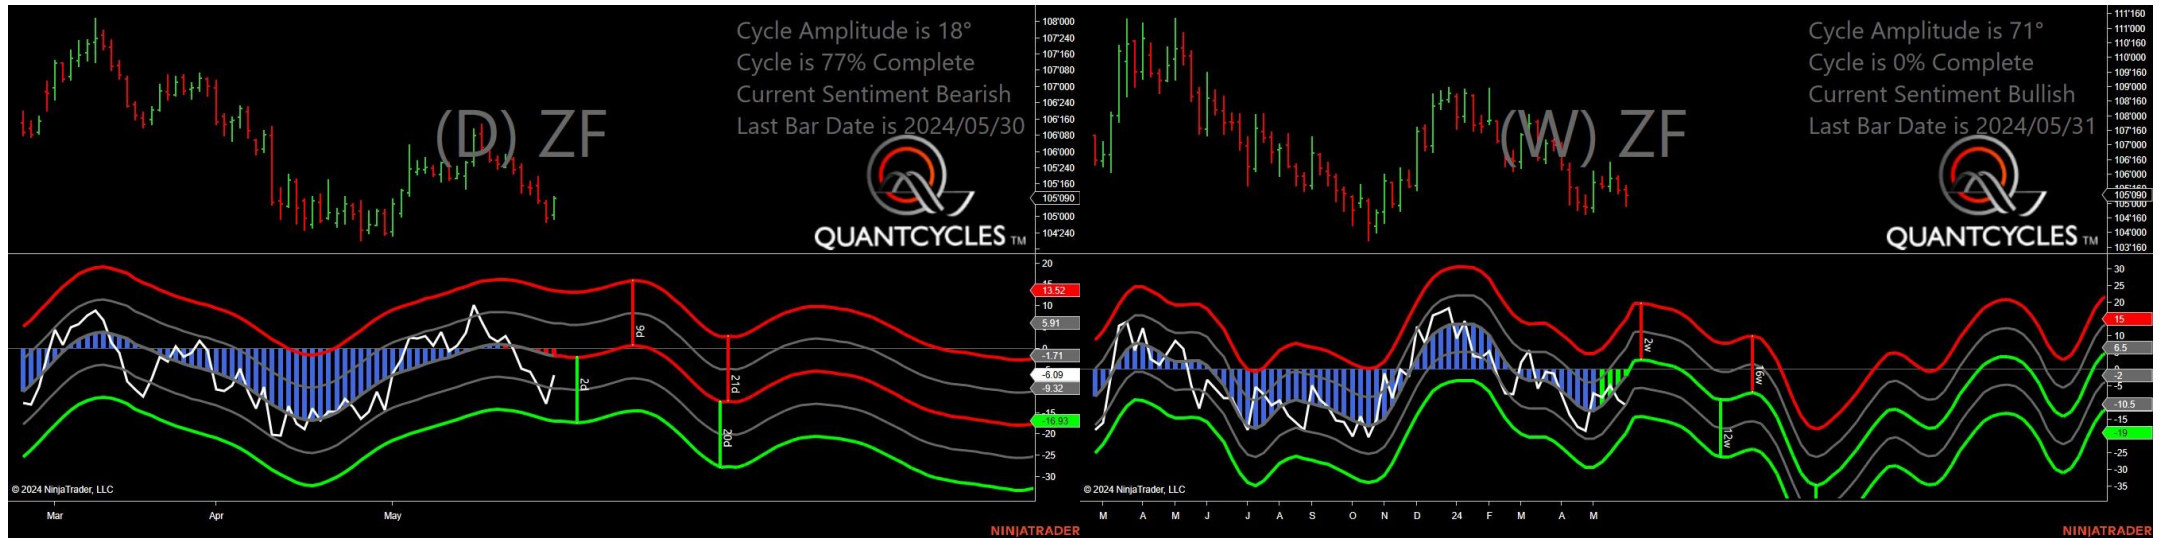 Cycle Amplitude is 18°
Cycle is 77% Complete
Current Sentiment Bearish
Last Bar Date is 2024/05/30
(D) ZF
QUANTCYCLES TM
108'000
107'240
107'160
107'080
107'000
106'240
106'160
106'080
106'000
105'240
105'160
105'090
105'000
104'240
20
15
13.52
10
5.91
0
-1.71
-6.09
-9.32
-15
-16.93
-20
-25
-30
2d
9d
21d
20d
© 2024 NinjaTrader, LLC
Mar
Apr
May
NINJATRADER
Cycle Amplitude is 71°
Cycle is 0% Complete
Current Sentiment Bullish
Last Bar Date is 2024/05/31
(W) ZF
QUANTCYCLES TM
111'160
111'000
110'160
110'000
109'160
109'000
108'160
108'000
107'160
107'000
106'160
106'000
105'090
105'000
104'160
104'000
103'160
30
25
20
15
10
6.5
0
-2
-5
-10.5
-15
-19
-25
-30
-35
2w
16w
12w
© 2024 NinjaTrader, LLC
M A M J J A S O N D 24 F M A M
NINJATRADER